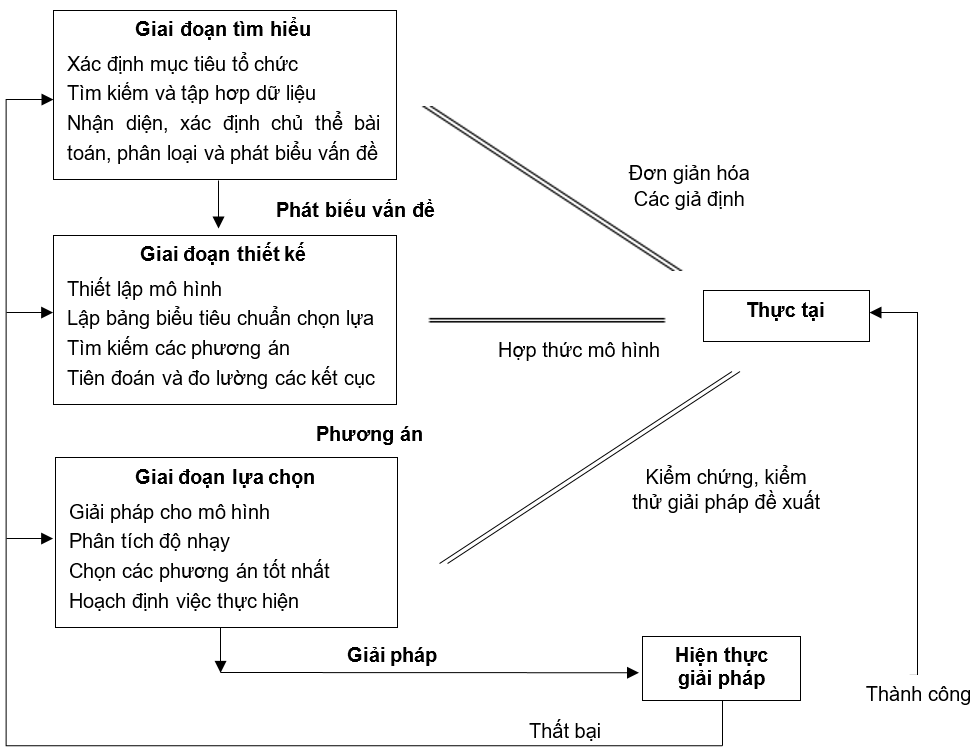 Giai đoạn tìm hiểu
Xác định mục tiêu tổ chức
Tìm kiếm và tập hơp dữ liệu
Nhận diện, xác định chủ thể bài
toán, phân loại và phát biểu vấn đề
Đơn giản hóa
Các giả định
Phát biểu vấn đề
Giai đoạn thiết kế
Thiết lập mô hình
Lập bảng biểu tiêu chuẩn chọn lựa
Tìm kiếm các phương án
Tiên đoán và đo lường các kết cục
Thực tại
Hợp thức mô hình
Phương án
Giai đoạn lựa chọn
Giải pháp cho mô hình
Phân tích độ nhạy
Chọn các phương án tốt nhất
Hoạch định việc thực hiện
Kiểm chứng, kiểm
thử giải pháp đề xuất
Giải pháp
Hiện thực
giải pháp
Thành công
Thất bại